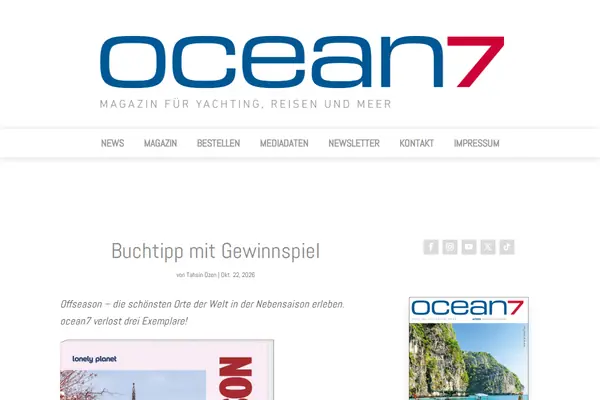 ocean7
MAGAZIN FÜR YACHTING, REISEN UND MEER
NEWS MAGAZIN BESTELLEN MEDIADATEN NEWSLETTER KONTAKT IMPRESSUM
Buchtipp mit Gewinnspiel
von Tahsin Özen | Okt. 22, 2026
Offseason – die schönsten Orte der Welt in der Nebensaison erleben.
ocean7 verlost drei Exemplare!
lonely planet
SON
ocean7